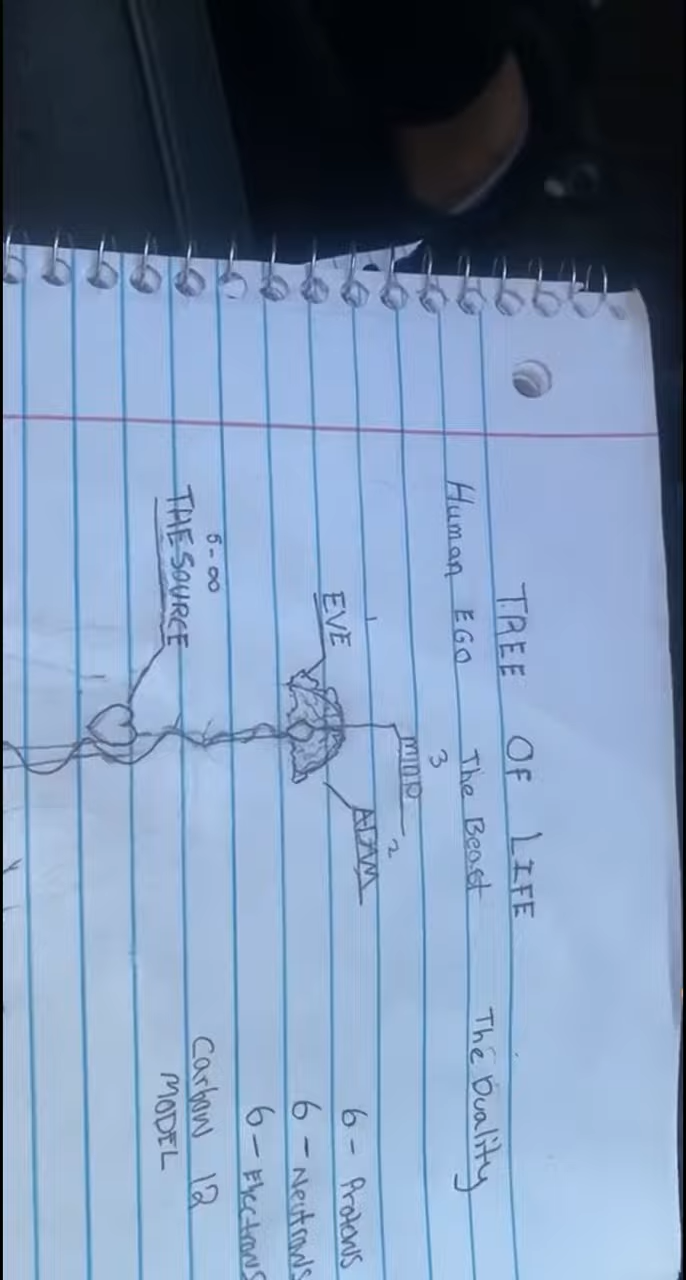 TREE OF LIFE
Human EGO The Beast The Duality
3
MIND
1
2
EVE
ADAM
6 - Protons
6 - Neutrons
6 - Electrons
Carbon 12
MODEL
THE SOURCE